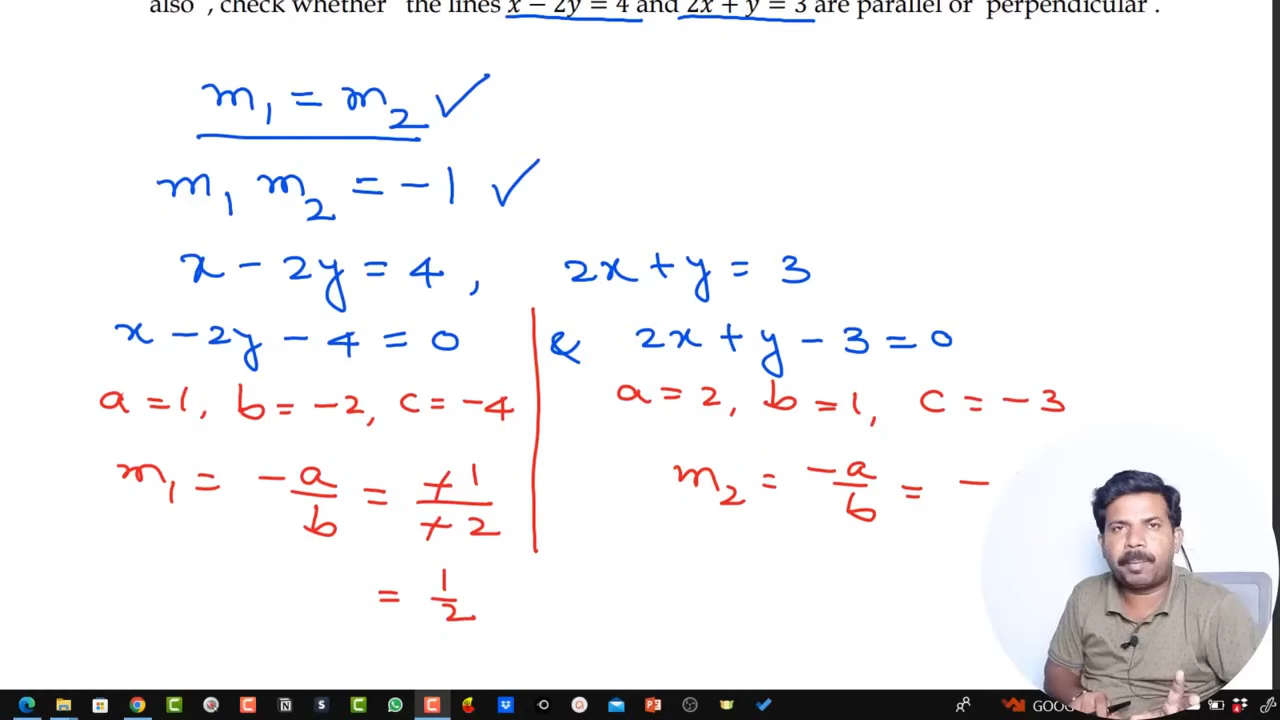 also , check whether the lines x − 2y = 4 and 2x + y = 3 are parallel or perpendicular .
m₁ = m₂ ✓
m₁ m₂ = -1 ✓
x - 2y = 4 , 2x + y = 3
x - 2y - 4 = 0 & 2x + y - 3 = 0
a = 1, b = -2, c = -4
a = 2, b = 1, c = -3
m₁ = -a/b = -1/-2
m₂ = -a/b = -
= 1/2
GOOG